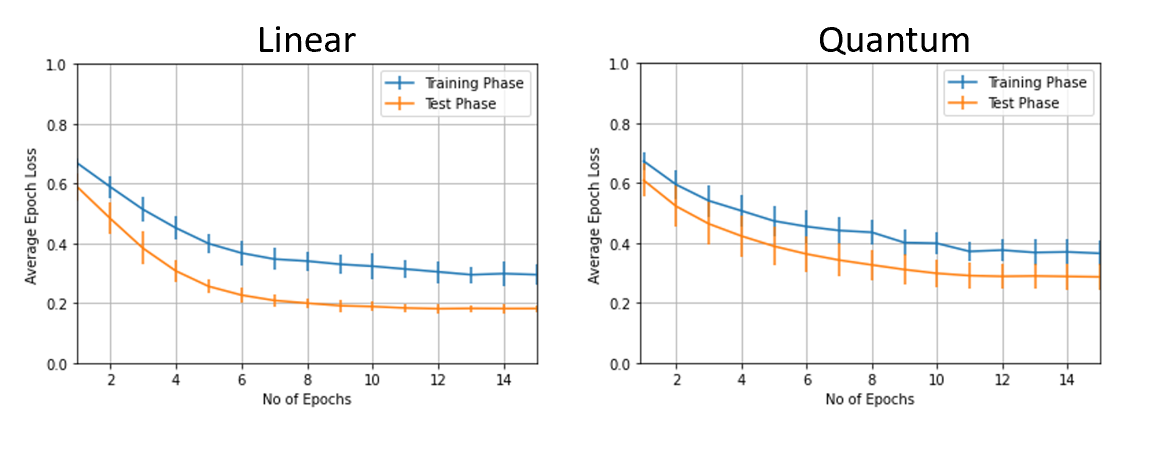 Linear
Training Phase
Test Phase
Average Epoch Loss
1.0
0.8
0.6
0.4
0.2
0.0
2 4 6 8 10 12 14
No of Epochs
Quantum
Training Phase
Test Phase
Average Epoch Loss
1.0
0.8
0.6
0.4
0.2
0.0
2 4 6 8 10 12 14
No of Epochs